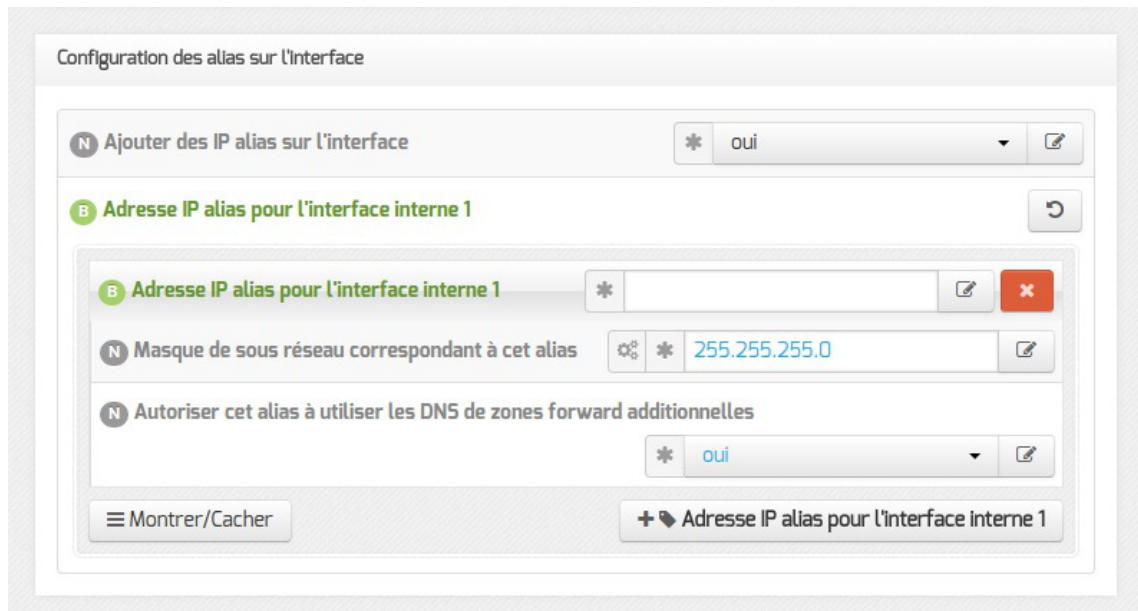 Configuration des alias sur l'interface
N Ajouter des IP alias sur l'interface
oui
B Adresse IP alias pour l'interface interne 1
B Adresse IP alias pour l'interface interne 1
N Masque de sous réseau correspondant à cet alias
255.255.255.0
N Autoriser cet alias à utiliser les DNS de zones forward additionnelles
oui
Montrer/Cacher
Adresse IP alias pour l'interface interne 1